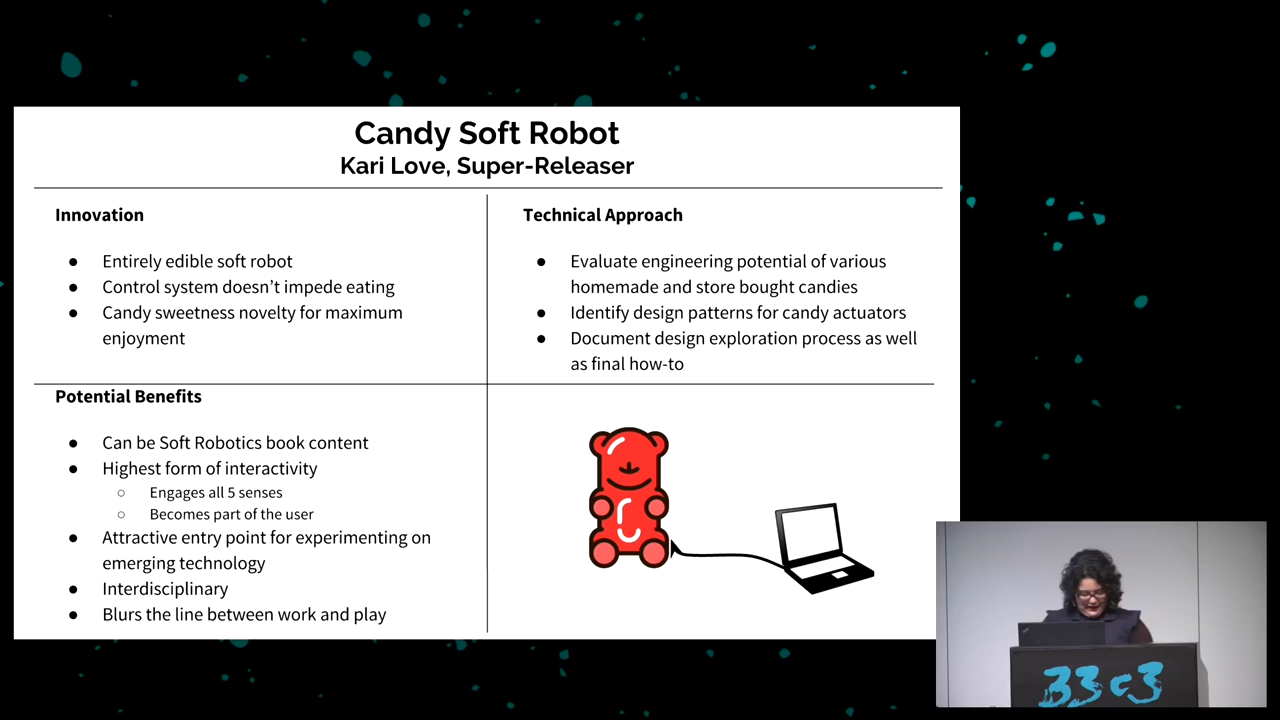 Candy Soft Robot
Kari Love, Super-Releaser
Innovation
● Entirely edible soft robot
● Control system doesn’t impede eating
● Candy sweetness novelty for maximum
enjoyment
Technical Approach
● Evaluate engineering potential of various
homemade and store bought candies
● Identify design patterns for candy actuators
● Document design exploration process as well
as final how-to
Potential Benefits
● Can be Soft Robotics book content
● Highest form of interactivity
○ Engages all 5 senses
○ Becomes part of the user
● Attractive entry point for experimenting on
emerging technology
● Interdisciplinary
● Blurs the line between work and play
33c3